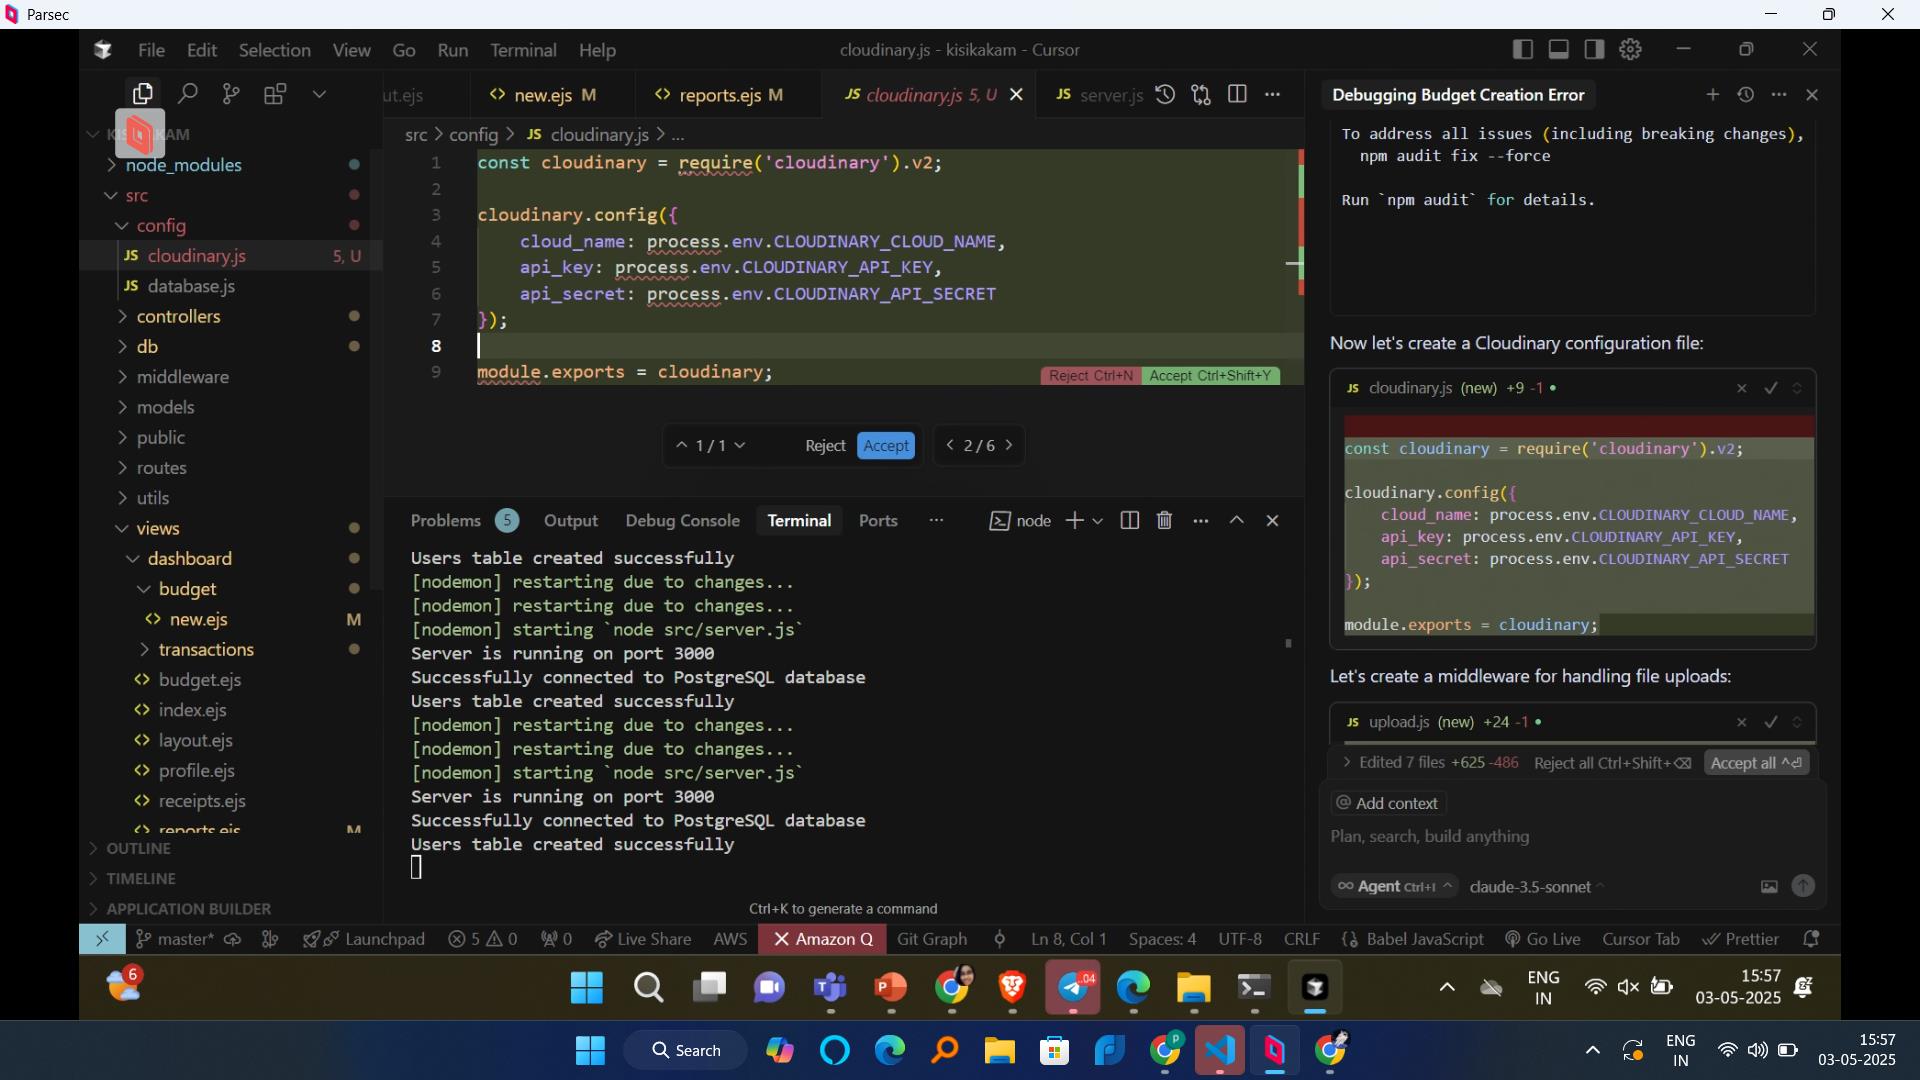 Parsec
File Edit Selection View Go Run Terminal Help
cloudinary.js - kisikakam - Cursor
ut.ejs
new.ejs M
reports.ejs M
JS cloudinary.js 5, U
JS server.js
src > config > JS cloudinary.js > ...
node_modules
src
config
JS cloudinary.js 5, U
JS database.js
controllers
db
middleware
models
public
routes
utils
views
dashboard
budget
new.ejs M
transactions
budget.ejs
index.ejs
layout.ejs
profile.ejs
receipts.ejs
reports.ejs M
OUTLINE
TIMELINE
APPLICATION BUILDER
1 const cloudinary = require('cloudinary').v2;
2
3 cloudinary.config({
4 cloud_name: process.env.CLOUDINARY_CLOUD_NAME,
5 api_key: process.env.CLOUDINARY_API_KEY,
6 api_secret: process.env.CLOUDINARY_API_SECRET
7 });
8
9 module.exports = cloudinary;
Reject Ctrl+N Accept Ctrl+Shift+Y
1 / 1 Reject Accept 2 / 6
Problems 5 Output Debug Console Terminal Ports ... node
Users table created successfully
[nodemon] restarting due to changes...
[nodemon] restarting due to changes...
[nodemon] starting `node src/server.js`
Server is running on port 3000
Successfully connected to PostgreSQL database
Users table created successfully
[nodemon] restarting due to changes...
[nodemon] restarting due to changes...
[nodemon] starting `node src/server.js`
Server is running on port 3000
Successfully connected to PostgreSQL database
Users table created successfully
Ctrl+K to generate a command
Debugging Budget Creation Error
To address all issues (including breaking changes),
npm audit fix --force
Run `npm audit` for details.
Now let's create a Cloudinary configuration file:
JS cloudinary.js (new) +9 -1
const cloudinary = require('cloudinary').v2;
cloudinary.config({
cloud_name: process.env.CLOUDINARY_CLOUD_NAME,
api_key: process.env.CLOUDINARY_API_KEY,
api_secret: process.env.CLOUDINARY_API_SECRET
});
module.exports = cloudinary;
Let's create a middleware for handling file uploads:
JS upload.js (new) +24 -1
Edited 7 files +625 -486 Reject all Ctrl+Shift+⌫ Accept all ^⏎
@ Add context
Plan, search, build anything
∞ Agent Ctrl+I claude-3.5-sonnet
master* Launchpad 5 0 0 Live Share AWS Amazon Q Git Graph Ln 8, Col 1 Spaces: 4 UTF-8 CRLF {} Babel JavaScript Go Live Cursor Tab Prettier
6
.04
ENG
IN
15:57
03-05-2025
Search
ENG
IN
15:57
03-05-2025